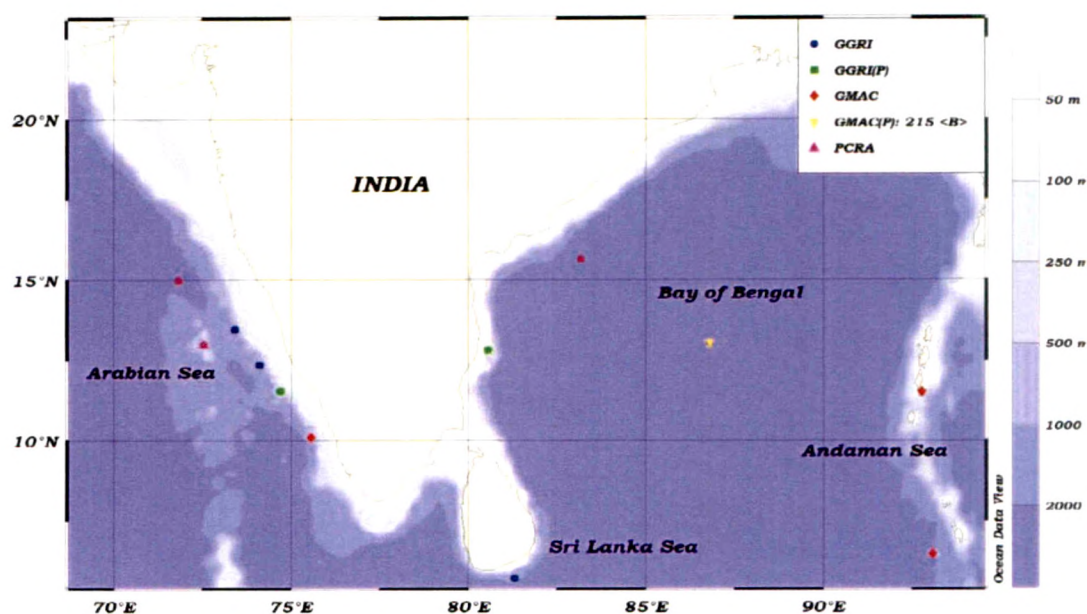 GGRI
GGRI(P)
GMAC
GMAC(P): 215 <B>
PCRA
INDIA
Bay of Bengal
Arabian Sea
Andaman Sea
Sri Lanka Sea
20°N
15°N
10°N
70°E
75°E
80°E
85°E
90°E
50 m
100 m
250 m
500 m
1000
2000
Ocean Data View